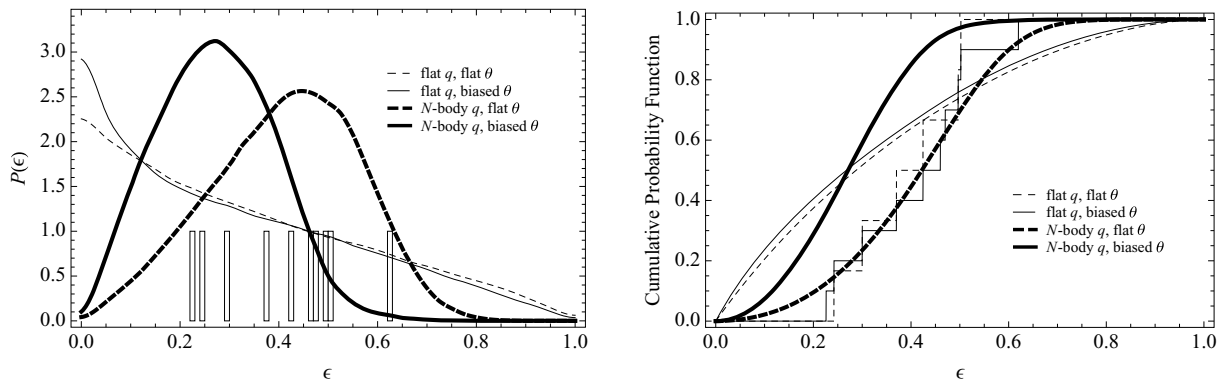 3.0
2.5
2.0
1.5
1.0
0.5
0.0
P(ϵ)
flat q, flat θ
flat q, biased θ
N-body q, flat θ
N-body q, biased θ
0.0 0.2 0.4 0.6 0.8 1.0
ϵ
1.0
0.8
0.6
0.4
0.2
0.0
Cumulative Probability Function
flat q, flat θ
flat q, biased θ
N-body q, flat θ
N-body q, biased θ
0.0 0.2 0.4 0.6 0.8 1.0
ϵ